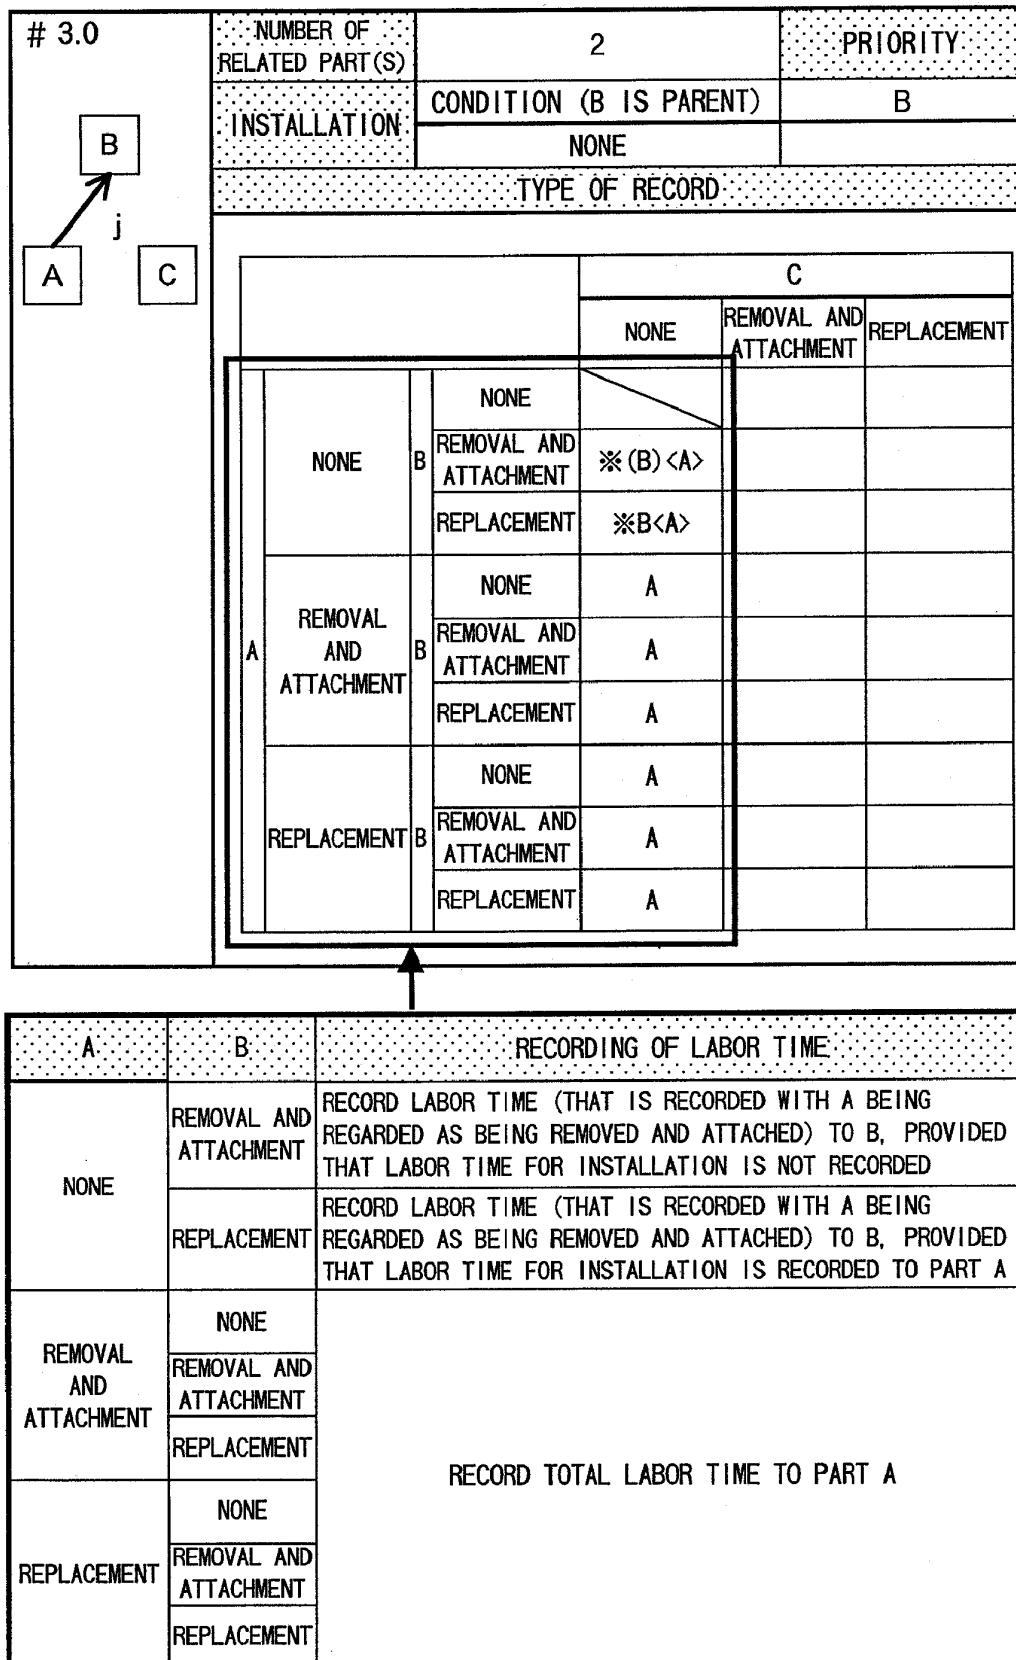 # 3.0
NUMBER OF
RELATED PART(S)
2
PRIORITY
INSTALLATION
CONDITION (B IS PARENT)
B
NONE
TYPE OF RECORD
B
j
A
C
C
NONE
REMOVAL AND
ATTACHMENT
REPLACEMENT
A
NONE
B
NONE
REMOVAL AND
ATTACHMENT
※(B)<A>
REPLACEMENT
※B<A>
REMOVAL
AND
ATTACHMENT
B
NONE
A
REMOVAL AND
ATTACHMENT
A
REPLACEMENT
A
REPLACEMENT
B
NONE
A
REMOVAL AND
ATTACHMENT
A
REPLACEMENT
A
A
B
RECORDING OF LABOR TIME
NONE
REMOVAL AND
ATTACHMENT
RECORD LABOR TIME (THAT IS RECORDED WITH A BEING
REGARDED AS BEING REMOVED AND ATTACHED) TO B, PROVIDED
THAT LABOR TIME FOR INSTALLATION IS NOT RECORDED
REPLACEMENT
RECORD LABOR TIME (THAT IS RECORDED WITH A BEING
REGARDED AS BEING REMOVED AND ATTACHED) TO B, PROVIDED
THAT LABOR TIME FOR INSTALLATION IS RECORDED TO PART A
REMOVAL
AND
ATTACHMENT
NONE
REMOVAL AND
ATTACHMENT
REPLACEMENT
RECORD TOTAL LABOR TIME TO PART A
REPLACEMENT
NONE
REMOVAL AND
ATTACHMENT
REPLACEMENT